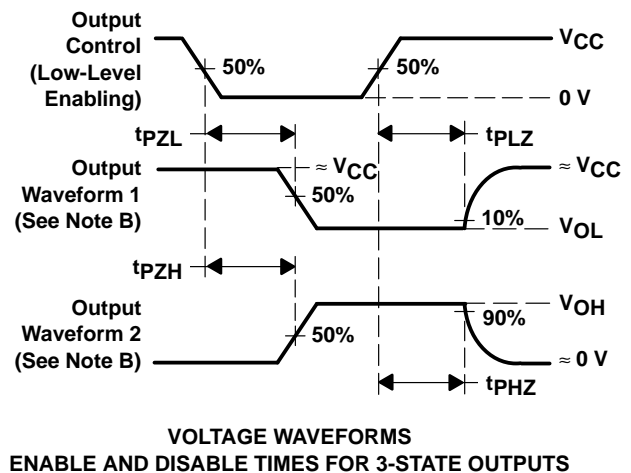 Output
Control
(Low-Level
Enabling)
50%
50%
VCC
0 V
tPZL
tPLZ
Output
Waveform 1
(See Note B)
≈ VCC
50%
≈ VCC
10%
VOL
tPZH
Output
Waveform 2
(See Note B)
50%
VOH
90%
≈ 0 V
tPHZ
VOLTAGE WAVEFORMS
ENABLE AND DISABLE TIMES FOR 3-STATE OUTPUTS